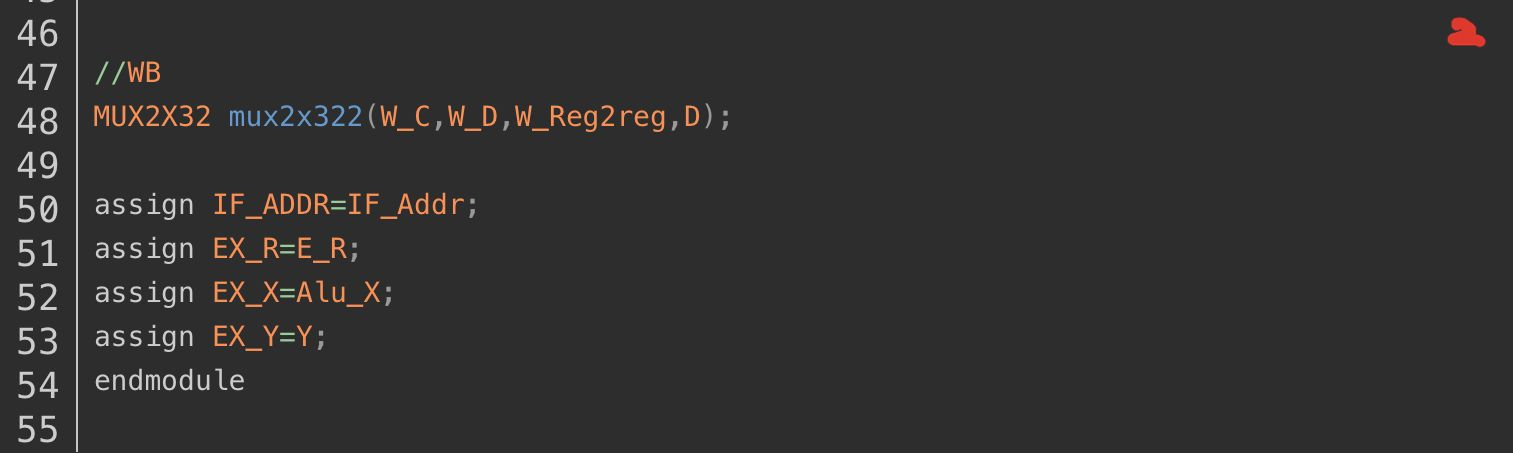 46
47 //WB
48 MUX2X32 mux2x322(W_C,W_D,W_Reg2reg,D);
49
50 assign IF_ADDR=IF_Addr;
51 assign EX_R=E_R;
52 assign EX_X=Alu_X;
53 assign EX_Y=Y;
54 endmodule
55